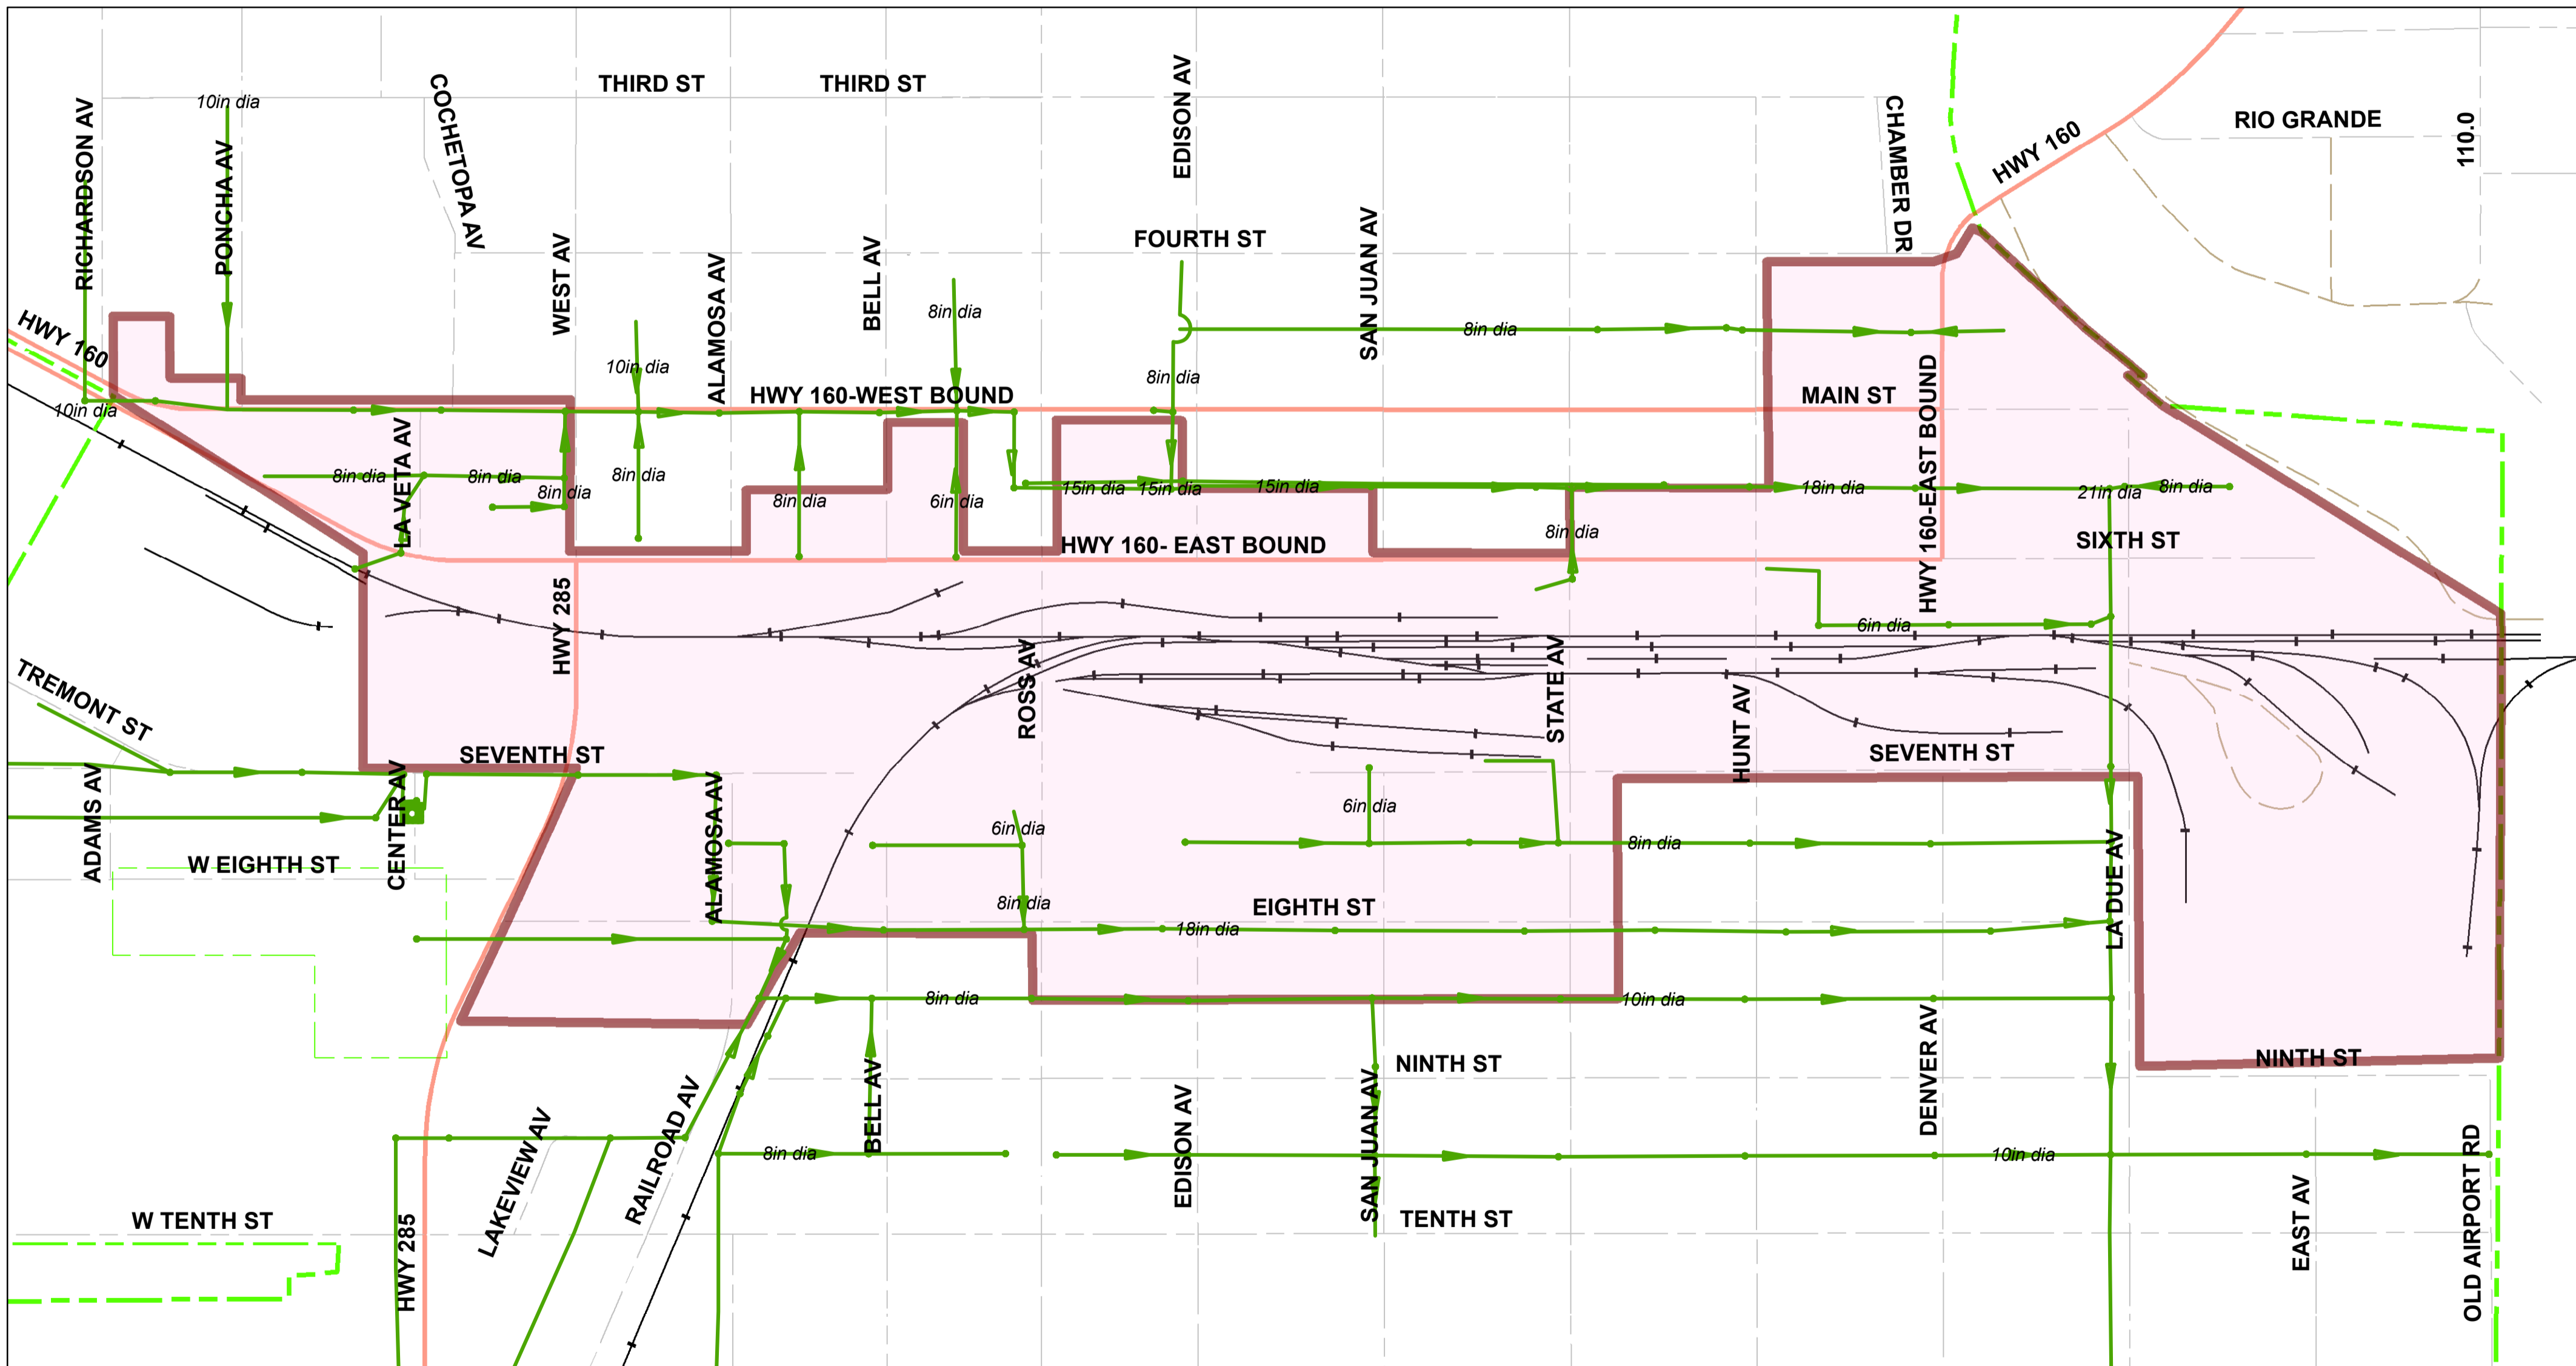 THIRD ST
THIRD ST
EDISON AV
COCHETOPA AV
RICHARDSON AV
10in dia
PONCHA AV
CHAMBER DR
HWY 160
RIO GRANDE
110.0
FOURTH ST
WEST AV
ALAMOSA AV
BELL AV
SAN JUAN AV
HWY 160
8in dia
8in dia
10in dia
8in dia
10in dia
HWY 160-WEST BOUND
MAIN ST
HWY 160-EAST BOUND
LA VETA AV
8in dia
8in dia
8in dia
8in dia
8in dia
6in dia
15in dia
15in dia
15in dia
18in dia
21in dia
8in dia
8in dia
HWY 160- EAST BOUND
SIXTH ST
HWY 285
6in dia
ROSS AV
STATE AV
HUNT AV
TREMONT ST
SEVENTH ST
SEVENTH ST
ADAMS AV
CENTER AV
ALAMOSA AV
6in dia
6in dia
8in dia
LA DUE AV
W EIGHTH ST
8in dia
EIGHTH ST
18in dia
8in dia
10in dia
DENVER AV
NINTH ST
NINTH ST
BELL AV
EDISON AV
SAN JUAN AV
LAKEVIEW AV
RAILROAD AV
8in dia
10in dia
W TENTH ST
TENTH ST
HWY 285
EAST AV
OLD AIRPORT RD